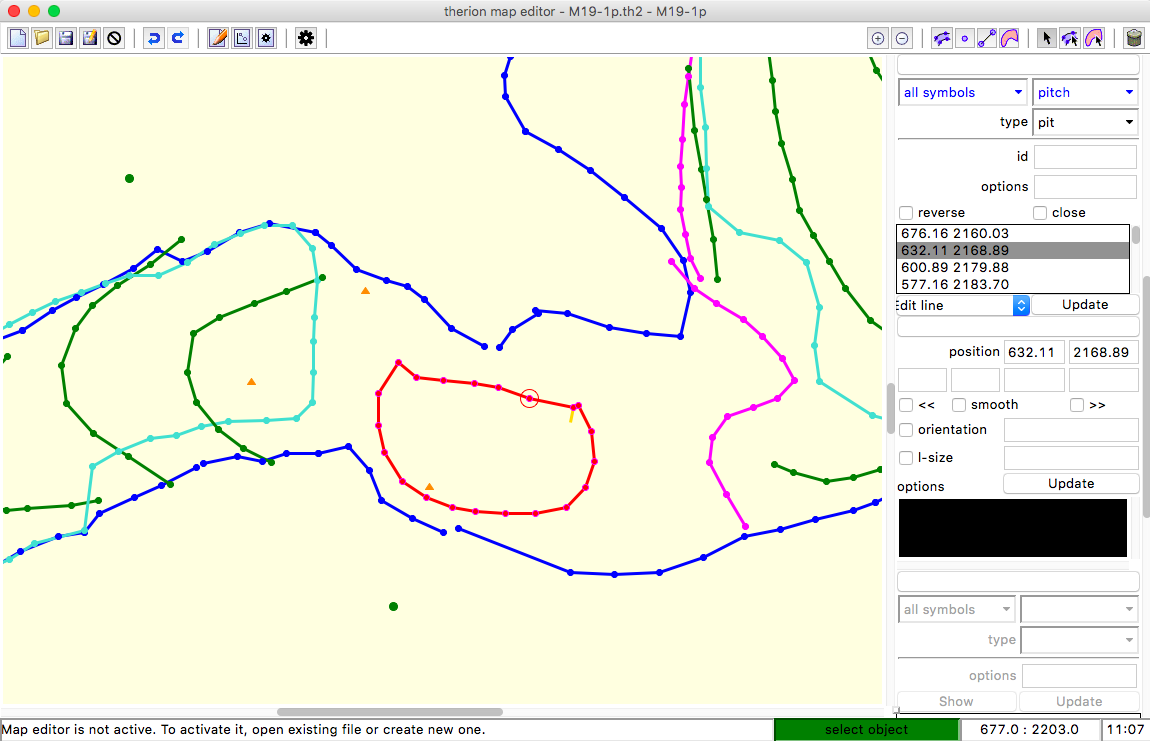 therion map editor - M19-1p.th2 - M19-1p
all symbols pitch
type pit
id
options
reverse close
676.16 2160.03
632.11 2168.89
600.89 2179.88
577.16 2183.70
Edit line Update
position 632.11 2168.89
<< smooth >>
orientation
l-size
options Update
all symbols
type
options
Show Update
Map editor is not active. To activate it, open existing file or create new one. select object 677.0 : 2203.0 11:07